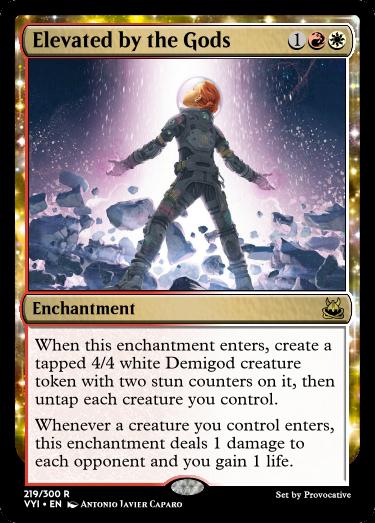 Elevated by the Gods 1
Enchantment
When this enchantment enters, create a
tapped 4/4 white Demigod creature
token with two stun counters on it, then
untap each creature you control.
Whenever a creature you control enters,
this enchantment deals 1 damage to
each opponent and you gain 1 life.
219/300 R
VYI • EN Antonio Javier Caparo
Set by Provocative